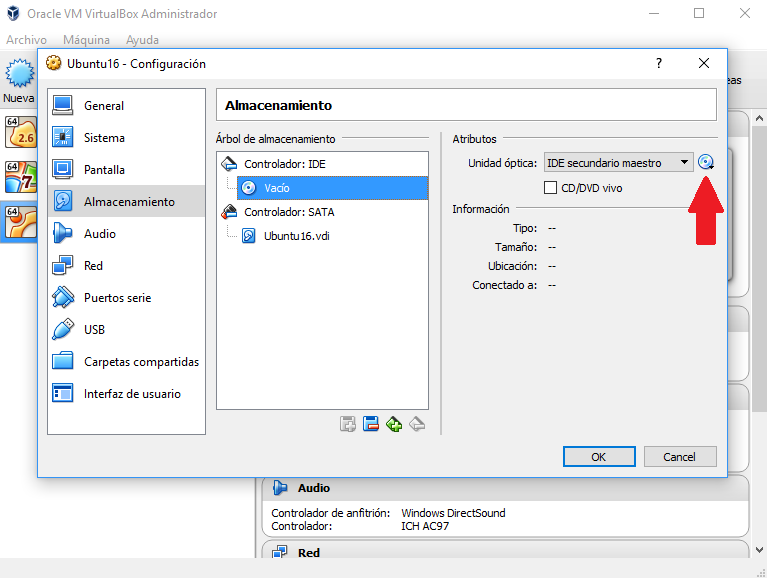 Oracle VM VirtualBox Administrador
Archivo Máquina Ayuda
Nueva
64
2.6
64
7
64
Ubuntu16 - Configuración
?
General
Sistema
Pantalla
Almacenamiento
Audio
Red
Puertos serie
USB
Carpetas compartidas
Interfaz de usuario
Almacenamiento
Árbol de almacenamiento
Controlador: IDE
Vacío
Controlador: SATA
Ubuntu16.vdi
Atributos
Unidad óptica: IDE secundario maestro
CD/DVD vivo
Información
Tipo: --
Tamaño: --
Ubicación: --
Conectado a: --
OK
Cancel
Audio
Controlador de anfitrión: Windows DirectSound
Controlador: ICH AC97
Red